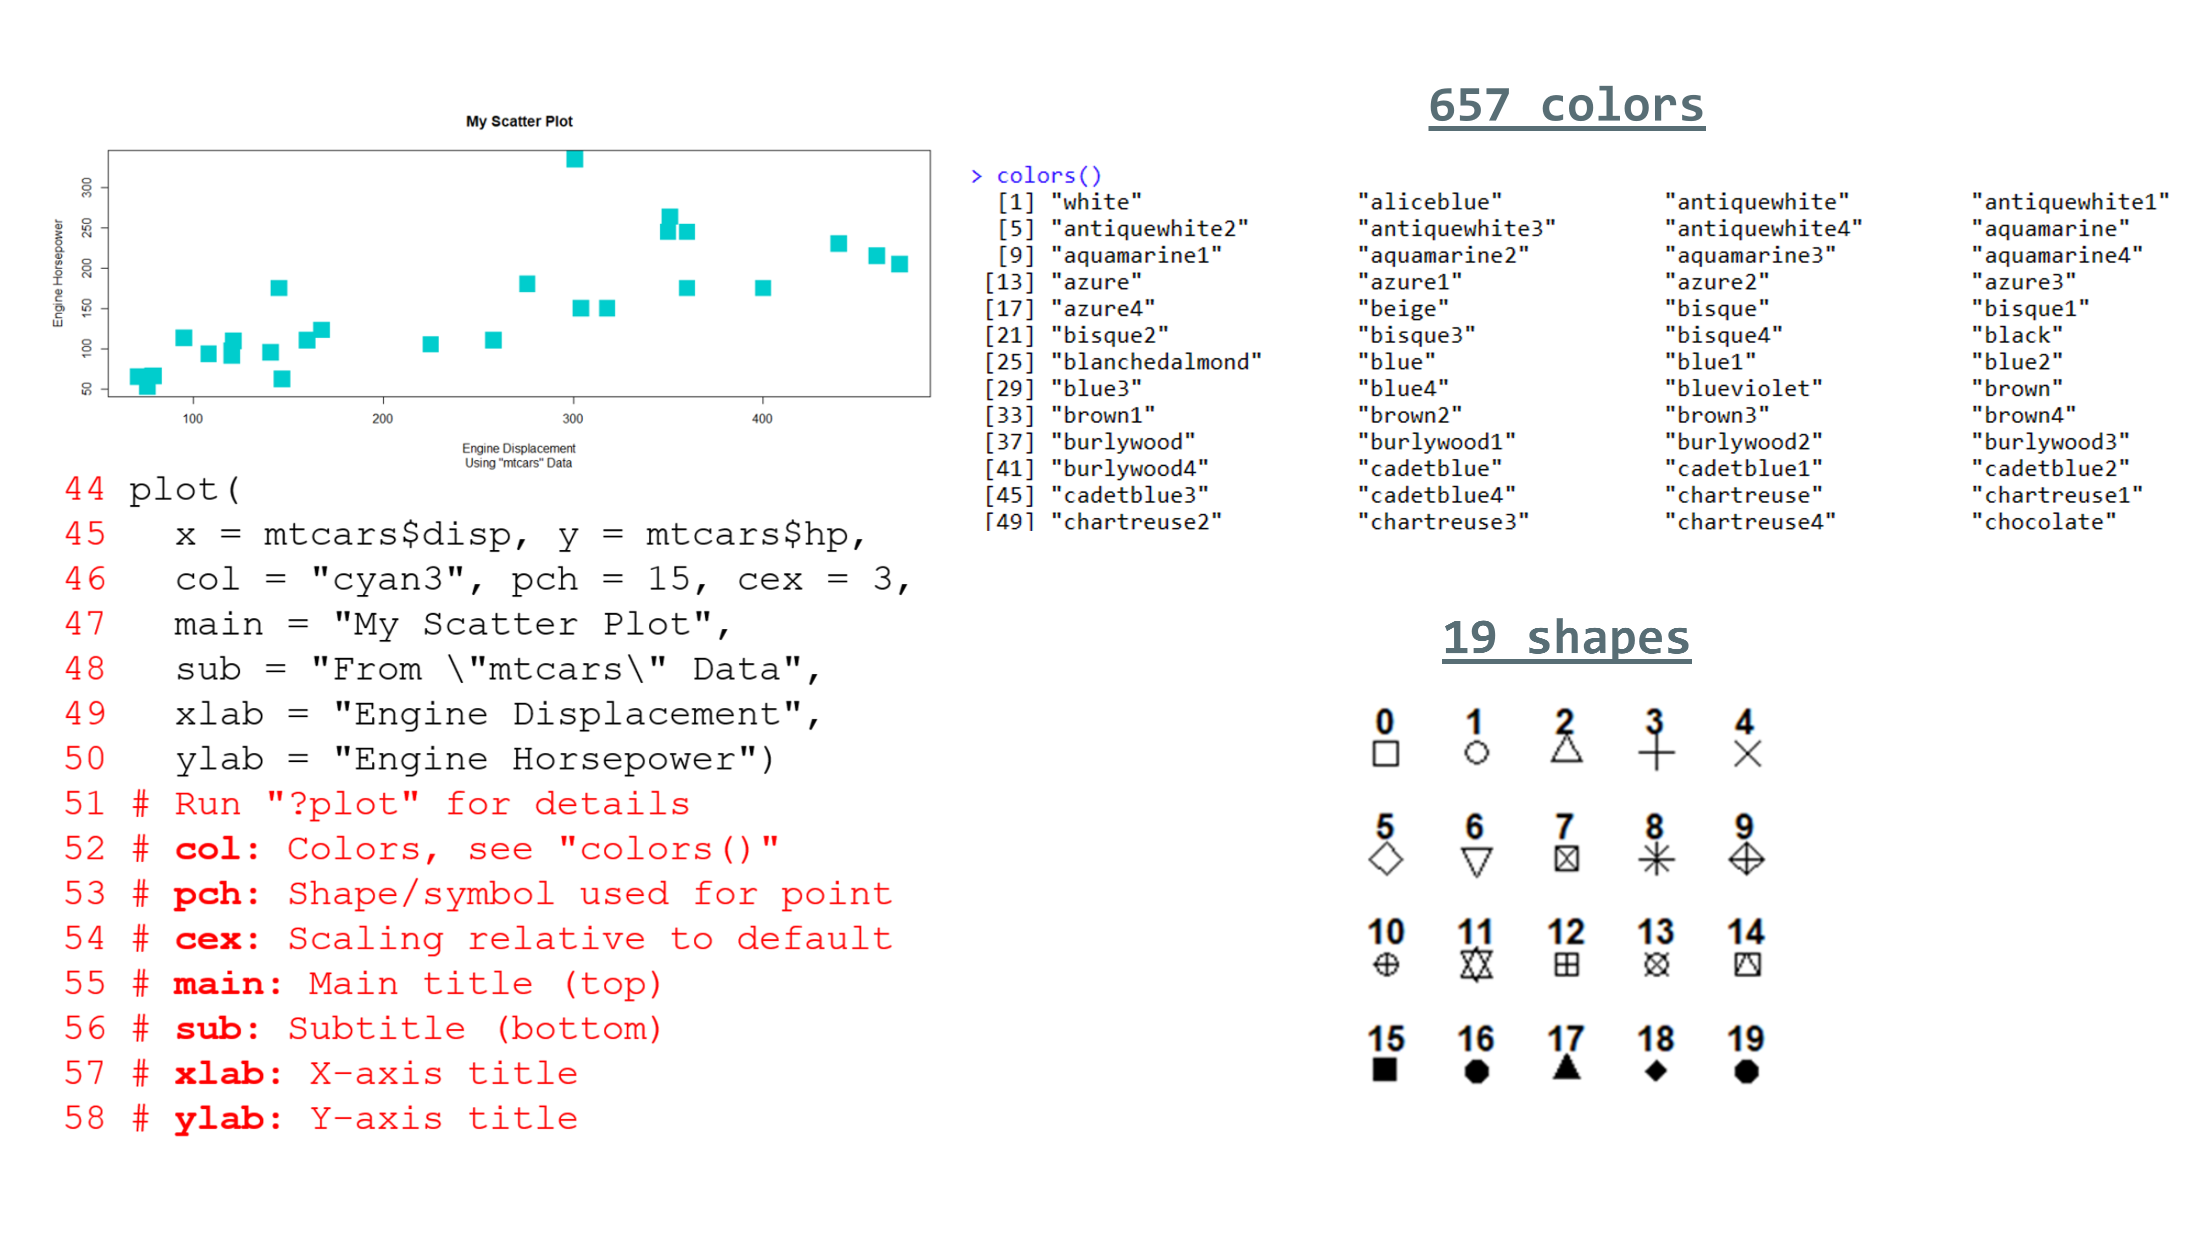 My Scatter Plot
300
250
200
150
100
50
Engine Horsepower
100 200 300 400
Engine Displacement
Using "mtcars" Data
44 plot(
45 x = mtcars$disp, y = mtcars$hp,
46 col = "cyan3", pch = 15, cex = 3,
47 main = "My Scatter Plot",
48 sub = "From \"mtcars\" Data",
49 xlab = "Engine Displacement",
50 ylab = "Engine Horsepower")
51 # Run "?plot" for details
52 # col: Colors, see "colors()"
53 # pch: Shape/symbol used for point
54 # cex: Scaling relative to default
55 # main: Main title (top)
56 # sub: Subtitle (bottom)
57 # xlab: X-axis title
58 # ylab: Y-axis title
657 colors
> colors()
[1] "white" "aliceblue" "antiquewhite" "antiquewhite1"
[5] "antiquewhite2" "antiquewhite3" "antiquewhite4" "aquamarine"
[9] "aquamarine1" "aquamarine2" "aquamarine3" "aquamarine4"
[13] "azure" "azure1" "azure2" "azure3"
[17] "azure4" "beige" "bisque" "bisque1"
[21] "bisque2" "bisque3" "bisque4" "black"
[25] "blanchedalmond" "blue" "blue1" "blue2"
[29] "blue3" "blue4" "blueviolet" "brown"
[33] "brown1" "brown2" "brown3" "brown4"
[37] "burlywood" "burlywood1" "burlywood2" "burlywood3"
[41] "burlywood4" "cadetblue" "cadetblue1" "cadetblue2"
[45] "cadetblue3" "cadetblue4" "chartreuse" "chartreuse1"
[49] "chartreuse2" "chartreuse3" "chartreuse4" "chocolate"
19 shapes
0 1 2 3 4
5 6 7 8 9
10 11 12 13 14
15 16 17 18 19